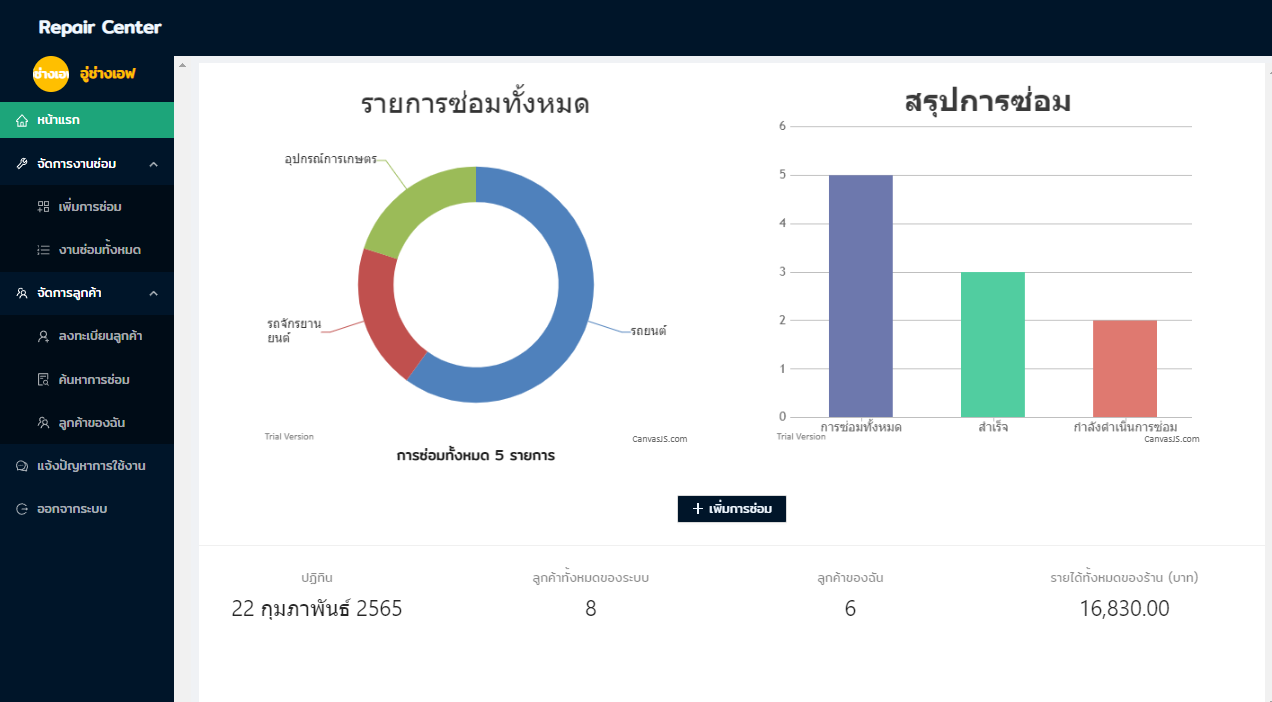 Repair Center
ช่างเอฟ
อู่ช่างเอฟ
หน้าแรก
จัดการงานซ่อม
เพิ่มการซ่อม
งานซ่อมทั้งหมด
จัดการลูกค้า
ลงทะเบียนลูกค้า
ค้นหาการซ่อม
ลูกค้าของฉัน
แจ้งปัญหาการใช้งาน
ออกจากระบบ
รายการซ่อมทั้งหมด
อุปกรณ์การเกษตร
รถจักรยาน
ยนต์
รถยนต์
Trial Version
CanvasJS.com
การซ่อมทั้งหมด 5 รายการ
สรุปการซ่อม
6
5
4
3
2
1
0
การซ่อมทั้งหมด
สำเร็จ
กำลังดำเนินการซ่อม
Trial Version
CanvasJS.com
+ เพิ่มการซ่อม
ปฏิทิน
22 กุมภาพันธ์ 2565
ลูกค้าทั้งหมดของระบบ
8
ลูกค้าของฉัน
6
รายได้ทั้งหมดของร้าน (บาท)
16,830.00